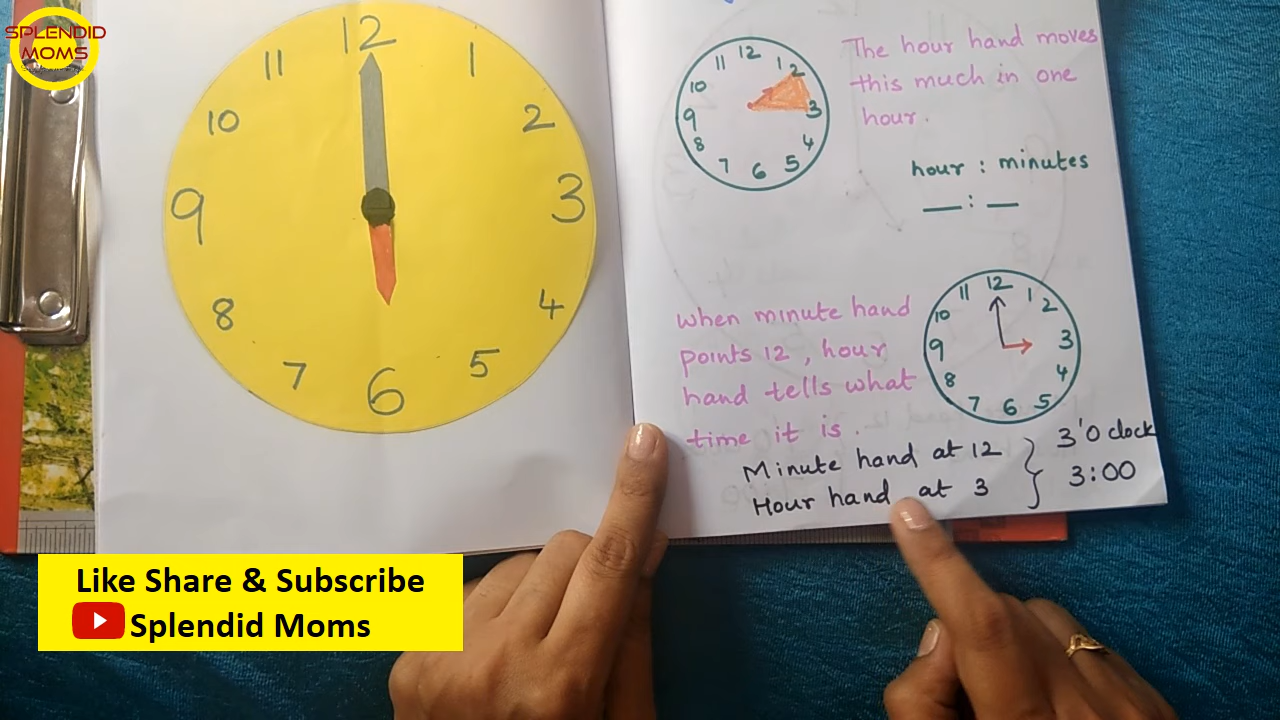 SPLENDID
MOMS
12
11
1
10
2
9
3
8
4
7
5
6
The hour hand moves
this much in one
hour.
12
11
1
2
10
9
3
8
4
7
6
5
hour : minutes
__ : __
When minute hand
points 12 , hour
hand tells what
time it is .
12
11
1
2
10
9
3
8
4
7
6
5
Minute hand at 12
Hour hand at 3
3'0 clock
3:00
Like Share & Subscribe
Splendid Moms